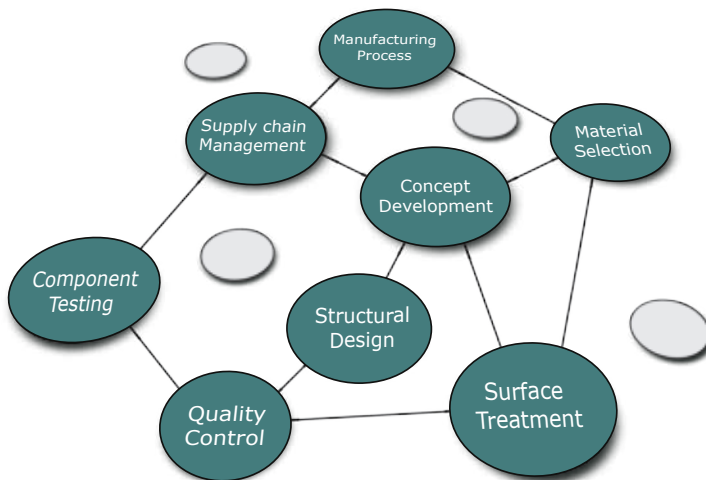 Manufacturing
Process
Supply chain
Management
Material
Selection
Concept
Development
Component
Testing
Structural
Design
Surface
Treatment
Quality
Control